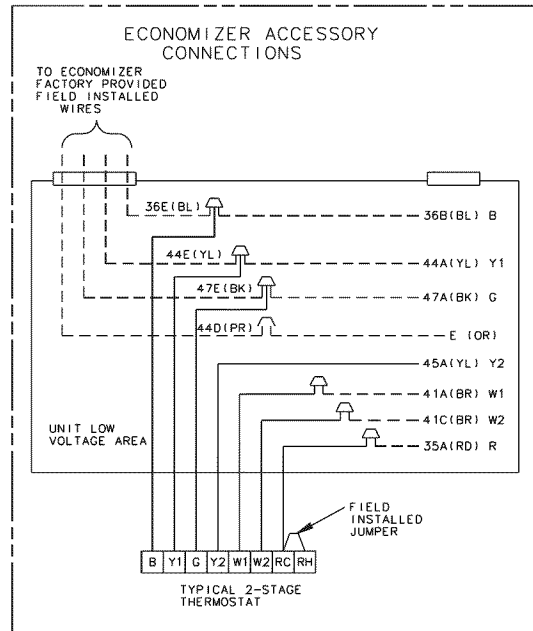 ECONOMIZER ACCESSORY
CONNECTIONS
TO ECONOMIZER
FACTORY PROVIDED
FIELD INSTALLED
WIRES
36E(BL)
36B(BL) B
44E(YL)
44A(YL) Y1
47E(BK)
47A(BK) G
44D(PR)
E (OR)
45A(YL) Y2
41A(BR) W1
41C(BR) W2
35A(RD) R
UNIT LOW
VOLTAGE AREA
FIELD
INSTALLED
JUMPER
B Y1 G Y2 W1 W2 RC RH
TYPICAL 2-STAGE
THERMOSTAT